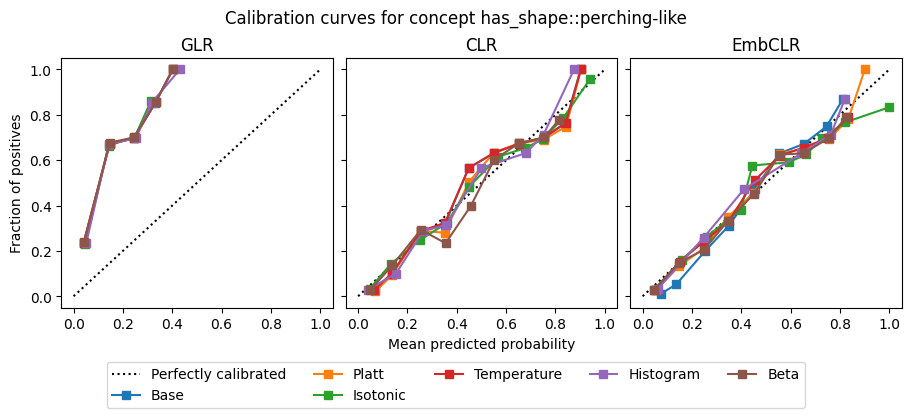 Calibration curves for concept has_shape::perching-like
GLR
CLR
EmbCLR
Fraction of positives
1.0
0.8
0.6
0.4
0.2
0.0
0.0 0.2 0.4 0.6 0.8 1.0
0.0 0.2 0.4 0.6 0.8 1.0
0.0 0.2 0.4 0.6 0.8 1.0
Mean predicted probability
Perfectly calibrated
Base
Platt
Isotonic
Temperature
Histogram
Beta